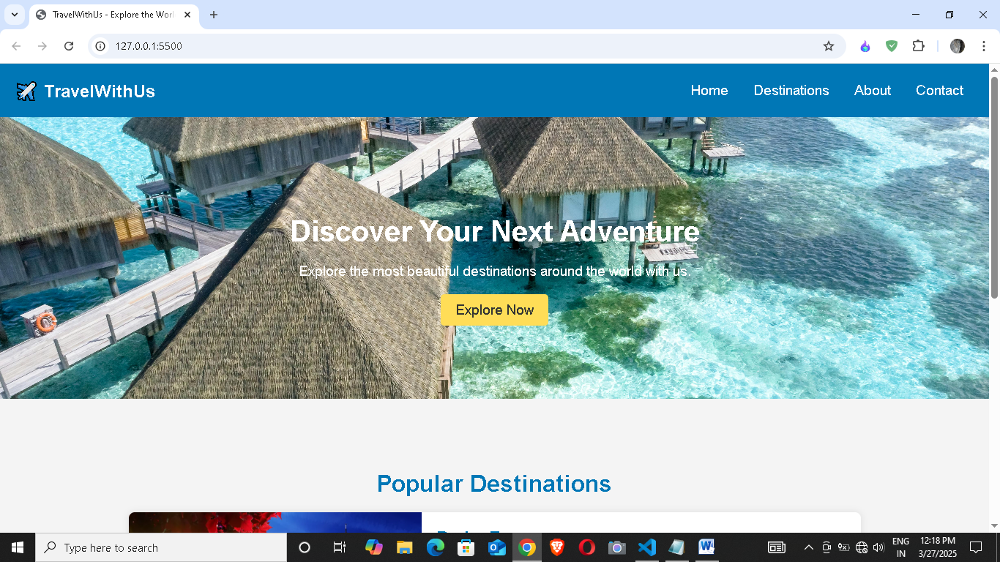 TravelWithUs - Explore the Worl
127.0.0.1:5500
TravelWithUs
Home
Destinations
About
Contact
Discover Your Next Adventure
Explore the most beautiful destinations around the world with us.
Explore Now
Popular Destinations
Type here to search
ENG
IN
12:18 PM
3/27/2025